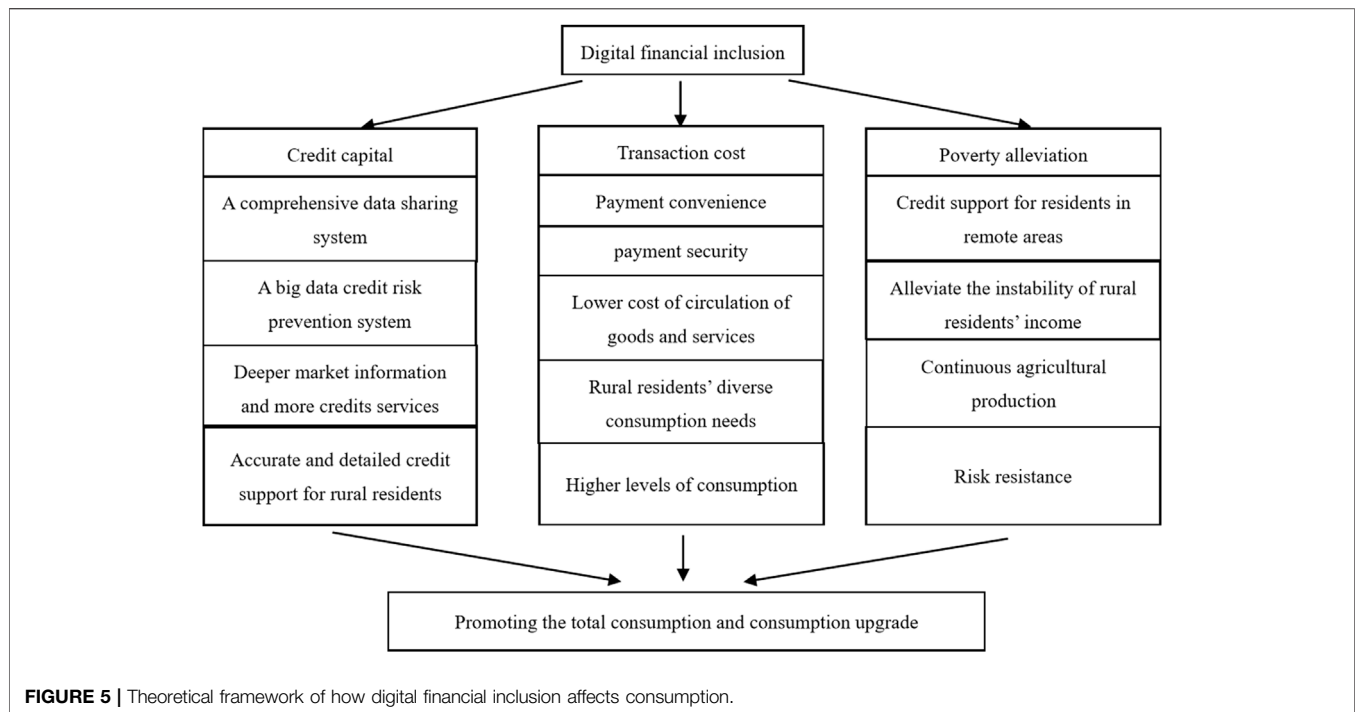 Digital financial inclusion
Credit capital
A comprehensive data sharing
system
A big data credit risk
prevention system
Deeper market information
and more credits services
Accurate and detailed credit
support for rural residents
Transaction cost
Payment convenience
payment security
Lower cost of circulation of
goods and services
Rural residents’ diverse
consumption needs
Higher levels of consumption
Poverty alleviation
Credit support for residents in
remote areas
Alleviate the instability of rural
residents’ income
Continuous agricultural
production
Risk resistance
Promoting the total consumption and consumption upgrade
FIGURE 5 | Theoretical framework of how digital financial inclusion affects consumption.